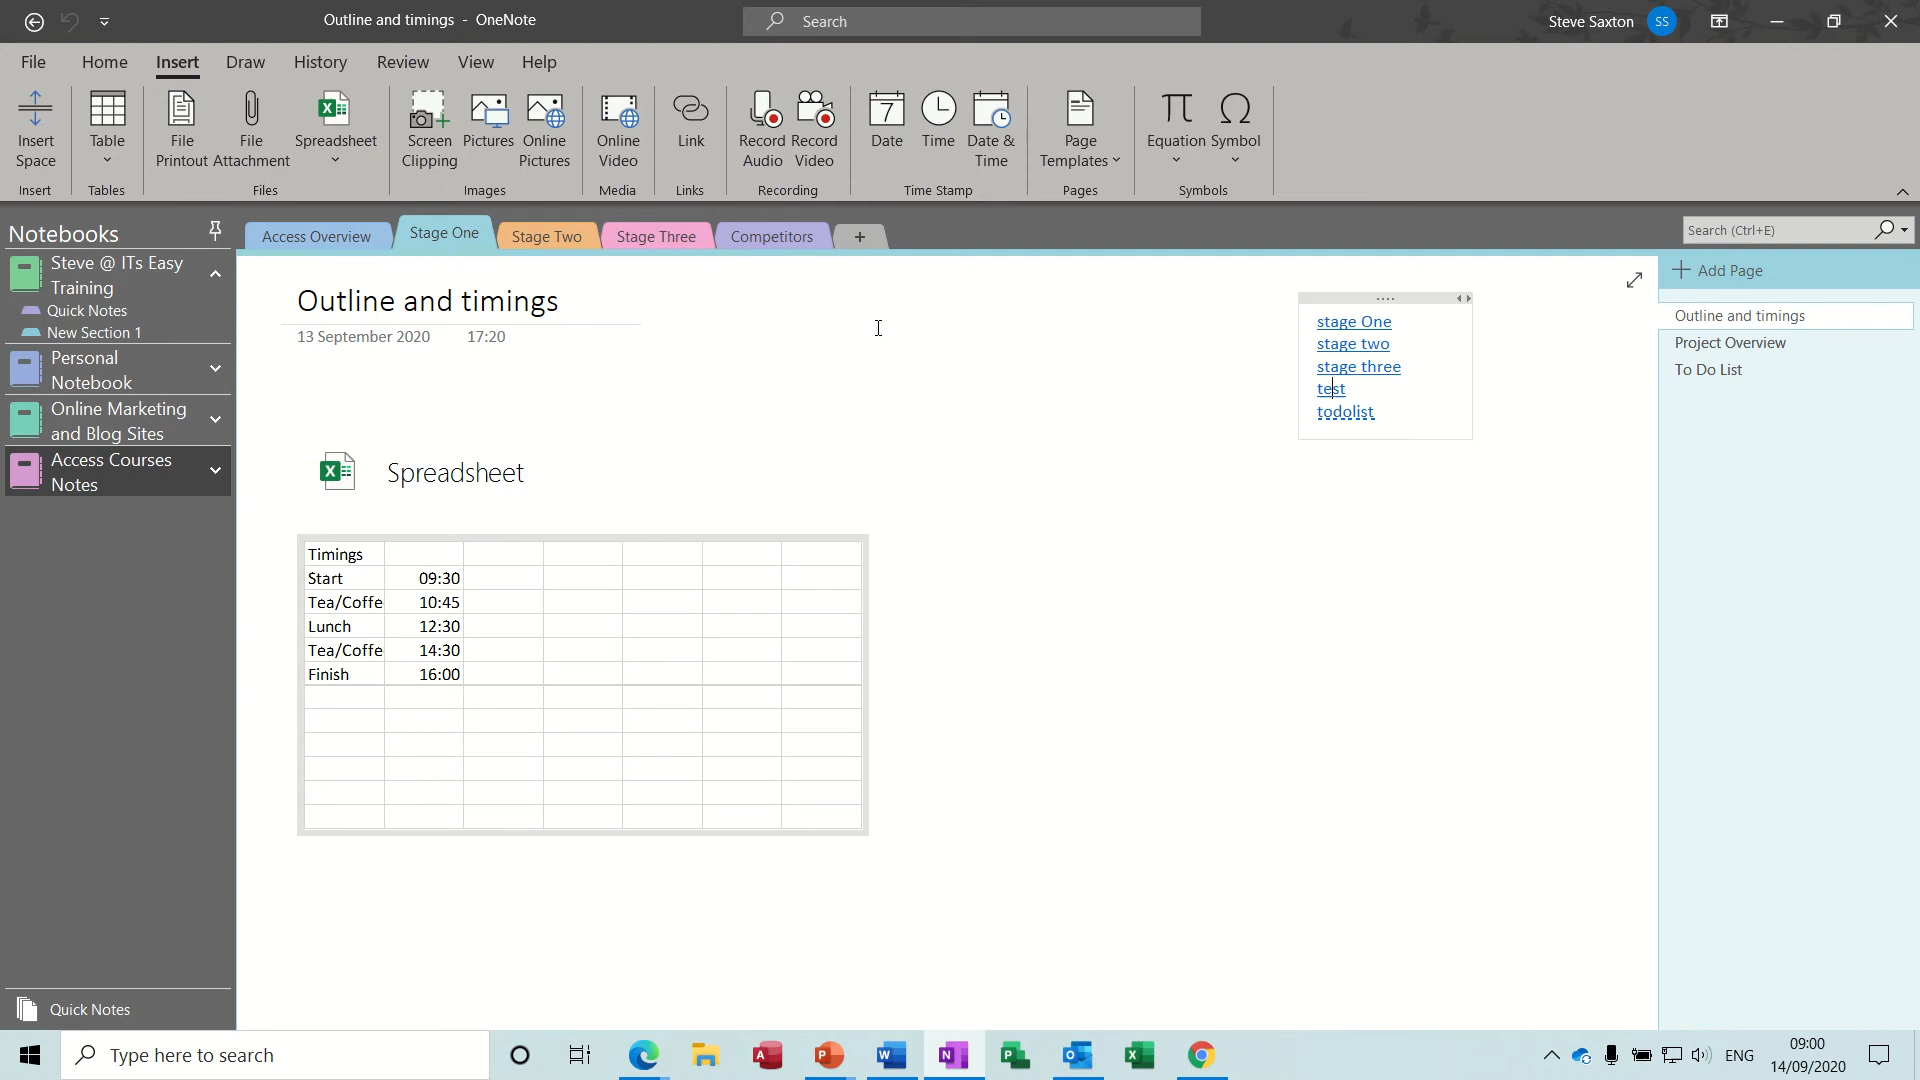 Outline and timings - OneNote
Search
Steve Saxton
SS
File
Home
Insert
Draw
History
Review
View
Help
Insert
Space
Table
File
Printout
File
Attachment
Spreadsheet
Screen
Clipping
Pictures
Online
Pictures
Online
Video
Link
Record
Audio
Record
Video
7
Date
Time
Date &
Time
Page
Templates
Equation
Symbol
Insert
Tables
Files
Images
Media
Links
Recording
Time Stamp
Pages
Symbols
Notebooks
Steve @ ITs Easy
Training
Quick Notes
New Section 1
Personal
Notebook
Online Marketing
and Blog Sites
Access Courses
Notes
Quick Notes
Access Overview
Stage One
Stage Two
Stage Three
Competitors
+
Search (Ctrl+E)
Outline and timings
13 September 2020 17:20
stage One
stage two
stage three
test
todolist
Spreadsheet
Timings
Start 09:30
Tea/Coffe 10:45
Lunch 12:30
Tea/Coffe 14:30
Finish 16:00
Add Page
Outline and timings
Project Overview
To Do List
Type here to search
ENG
09:00
14/09/2020